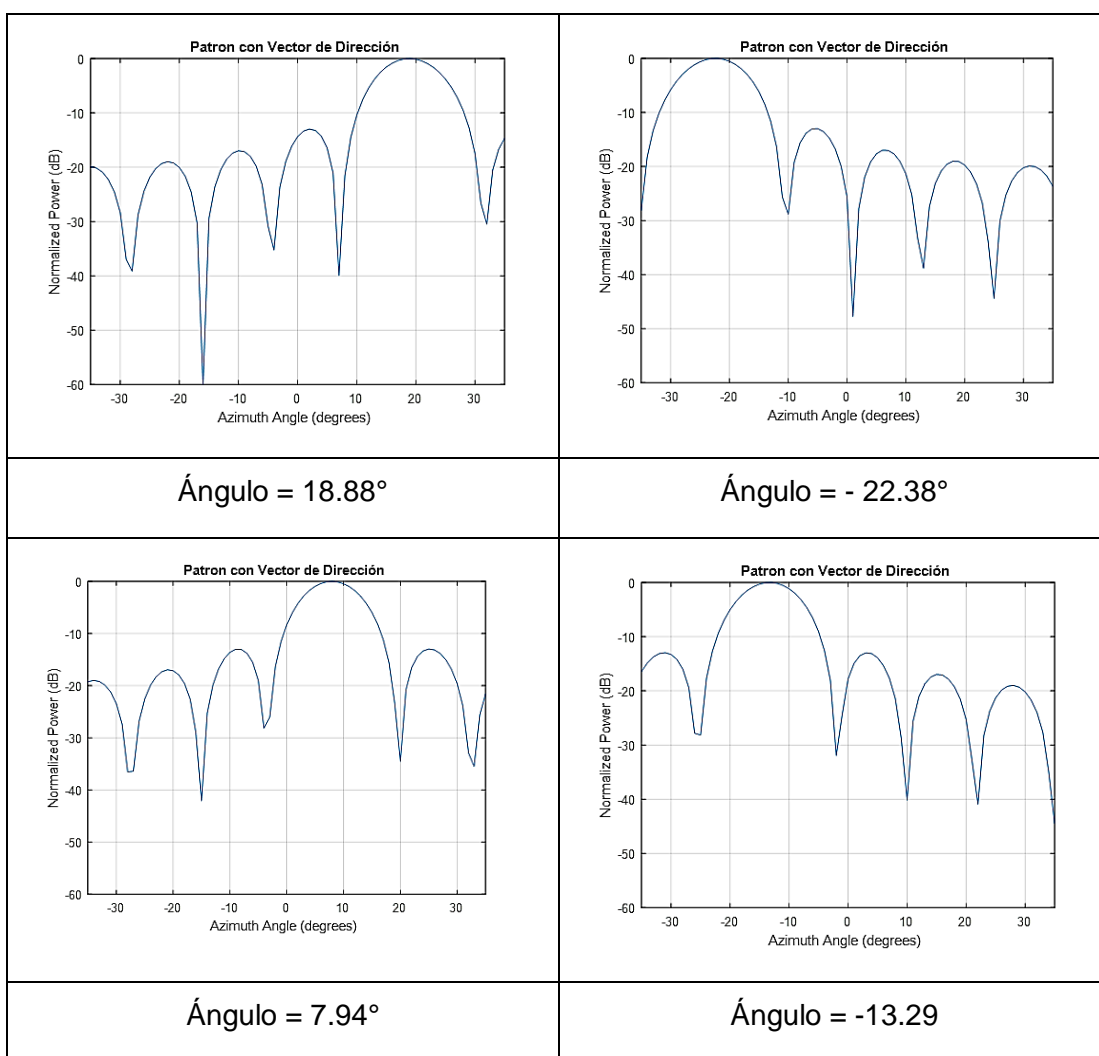 Patron con Vector de Dirección
0
-10
-20
-30
-40
-50
-60
Normalized Power (dB)
-30 -20 -10 0 10 20 30
Azimuth Angle (degrees)
Patron con Vector de Dirección
0
-10
-20
-30
-40
-50
-60
Normalized Power (dB)
-30 -20 -10 0 10 20 30
Azimuth Angle (degrees)
Ángulo = 18.88°
Ángulo = - 22.38°
Patron con Vector de Dirección
0
-10
-20
-30
-40
-50
-60
Normalized Power (dB)
-30 -20 -10 0 10 20 30
Azimuth Angle (degrees)
Patron con Vector de Dirección
0
-10
-20
-30
-40
-50
-60
Normalized Power (dB)
-30 -20 -10 0 10 20 30
Azimuth Angle (degrees)
Ángulo = 7.94°
Ángulo = -13.29